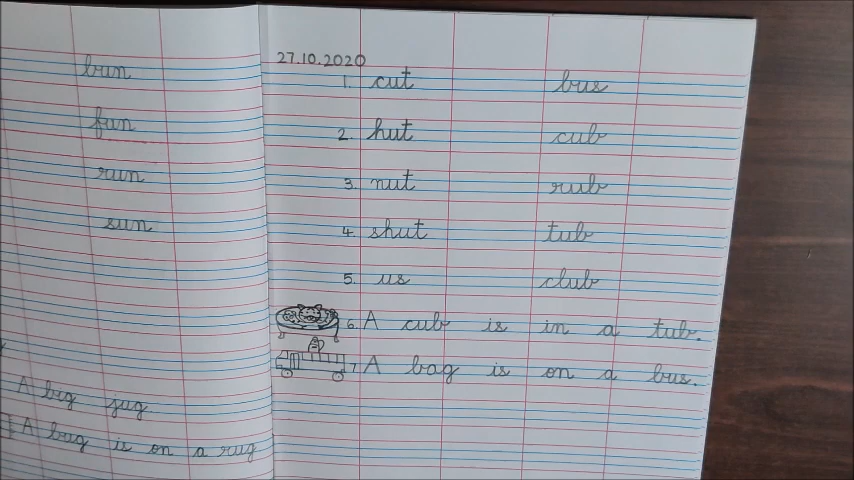 bun
fun
run
sun
A big jug
A bug is on a rug
27.10.2020
1. cut bus
2. hut cub
3. nut rub
4. shut tub
5. us club
6. A cub is in a tub.
7. A bag is on a bus.